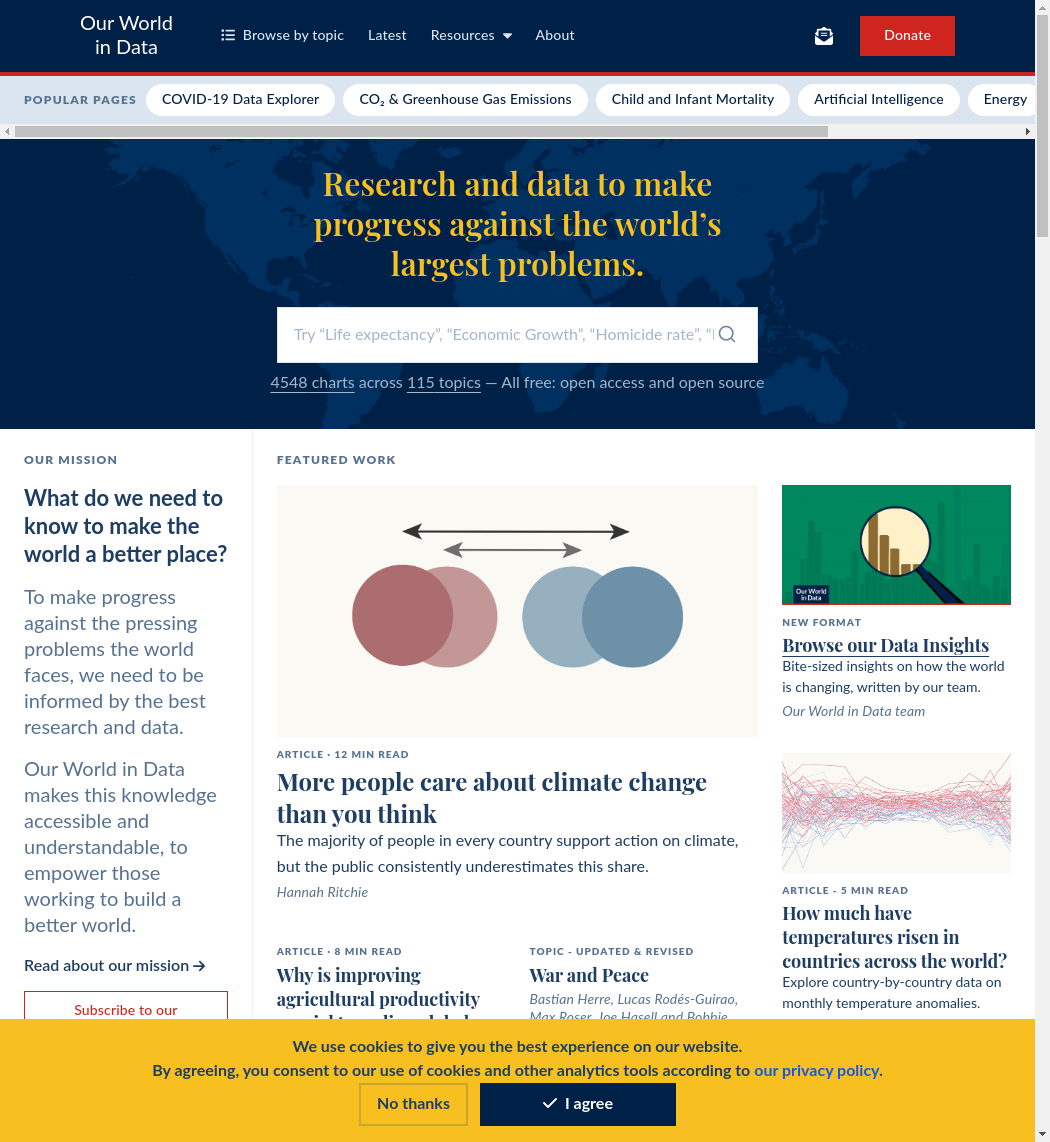 Our World
in Data
Browse by topic
Latest
Resources
About
Donate
POPULAR PAGES
COVID-19 Data Explorer
CO₂ & Greenhouse Gas Emissions
Child and Infant Mortality
Artificial Intelligence
Energy
Research and data to make
progress against the world’s
largest problems.
Try “Life expectancy”, “Economic Growth”, “Homicide rate”, “
4548 charts across 115 topics — All free: open access and open source
OUR MISSION
What do we need to
know to make the
world a better place?
To make progress
against the pressing
problems the world
faces, we need to be
informed by the best
research and data.
Our World in Data
makes this knowledge
accessible and
understandable, to
empower those
working to build a
better world.
Read about our mission
Subscribe to our
FEATURED WORK
ARTICLE · 12 MIN READ
More people care about climate change
than you think
The majority of people in every country support action on climate,
but the public consistently underestimates this share.
Hannah Ritchie
ARTICLE · 8 MIN READ
Why is improving
agricultural productivity
TOPIC - UPDATED & REVISED
War and Peace
Bastian Herre, Lucas Rodés-Guirao,
Max Roser, Joe Hasell and Bobbie
Our World
in Data
NEW FORMAT
Browse our Data Insights
Bite-sized insights on how the world
is changing, written by our team.
Our World in Data team
ARTICLE - 5 MIN READ
How much have
temperatures risen in
countries across the world?
Explore country-by-country data on
monthly temperature anomalies.
We use cookies to give you the best experience on our website.
By agreeing, you consent to our use of cookies and other analytics tools according to our privacy policy.
No thanks
I agree